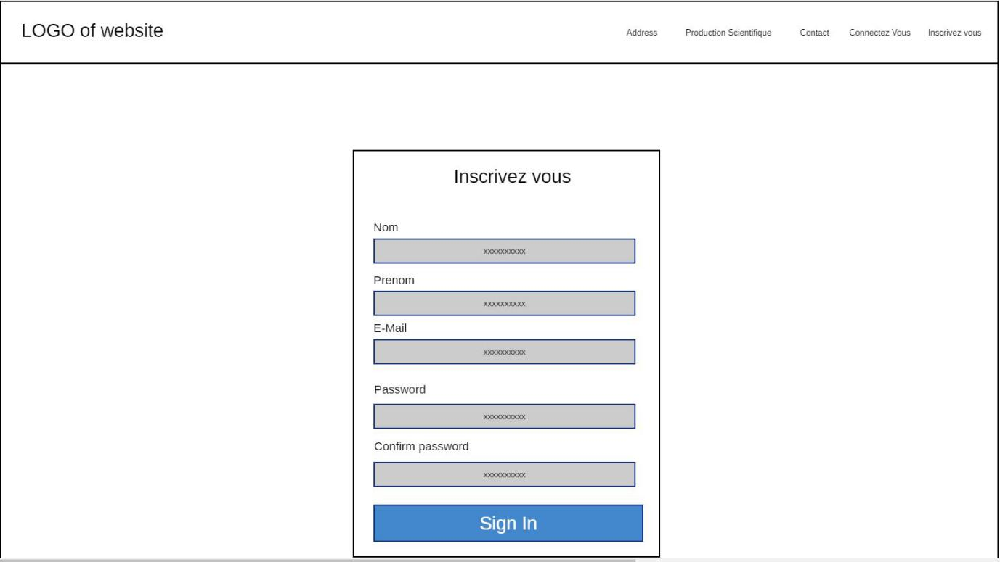 LOGO of website
Address Production Scientifique Contact Connectez Vous Inscrivez vous
Inscrivez vous
Nom
xxxxxxxxxx
Prenom
xxxxxxxxxx
E-Mail
xxxxxxxxxx
Password
xxxxxxxxxx
Confirm password
xxxxxxxxxx
Sign In